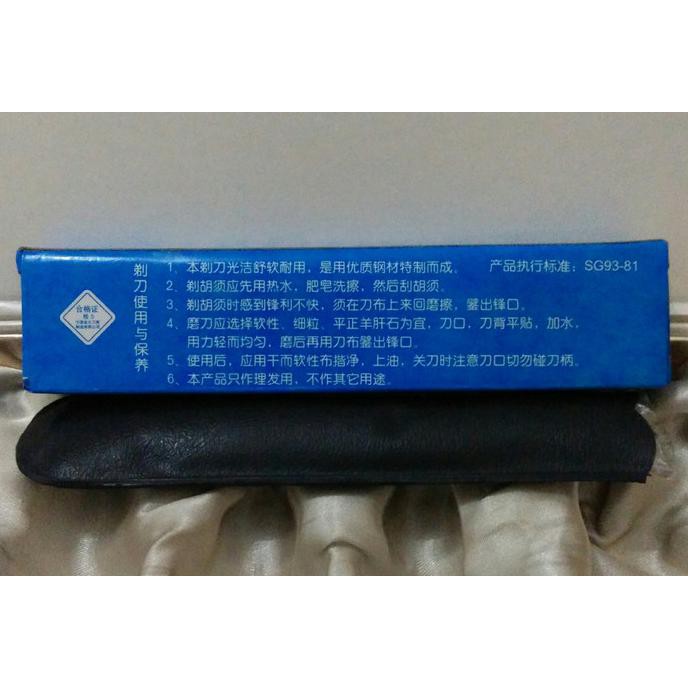 剃刀使用与保养
1、本剃刀光洁舒软耐用，是用优质钢材特制而成。 产品执行标准：SG93-81
2、剃胡须应先用热水，肥皂洗擦，然后刮胡须。
3、剃胡须时感到锋利不快，须在刀布上来回磨擦，鐾出锋口。
4、磨刀应选择软性、细粒、平正羊肝石为宜，刀口，刀背平贴，加水，
用力轻而均匀，磨后再用刀布鐾出锋口。
5、使用后，应用干而软性布揩净，上油，关刀时注意刀口切勿碰刀柄。
6、本产品只作理发用，不作其它用途。
合格证